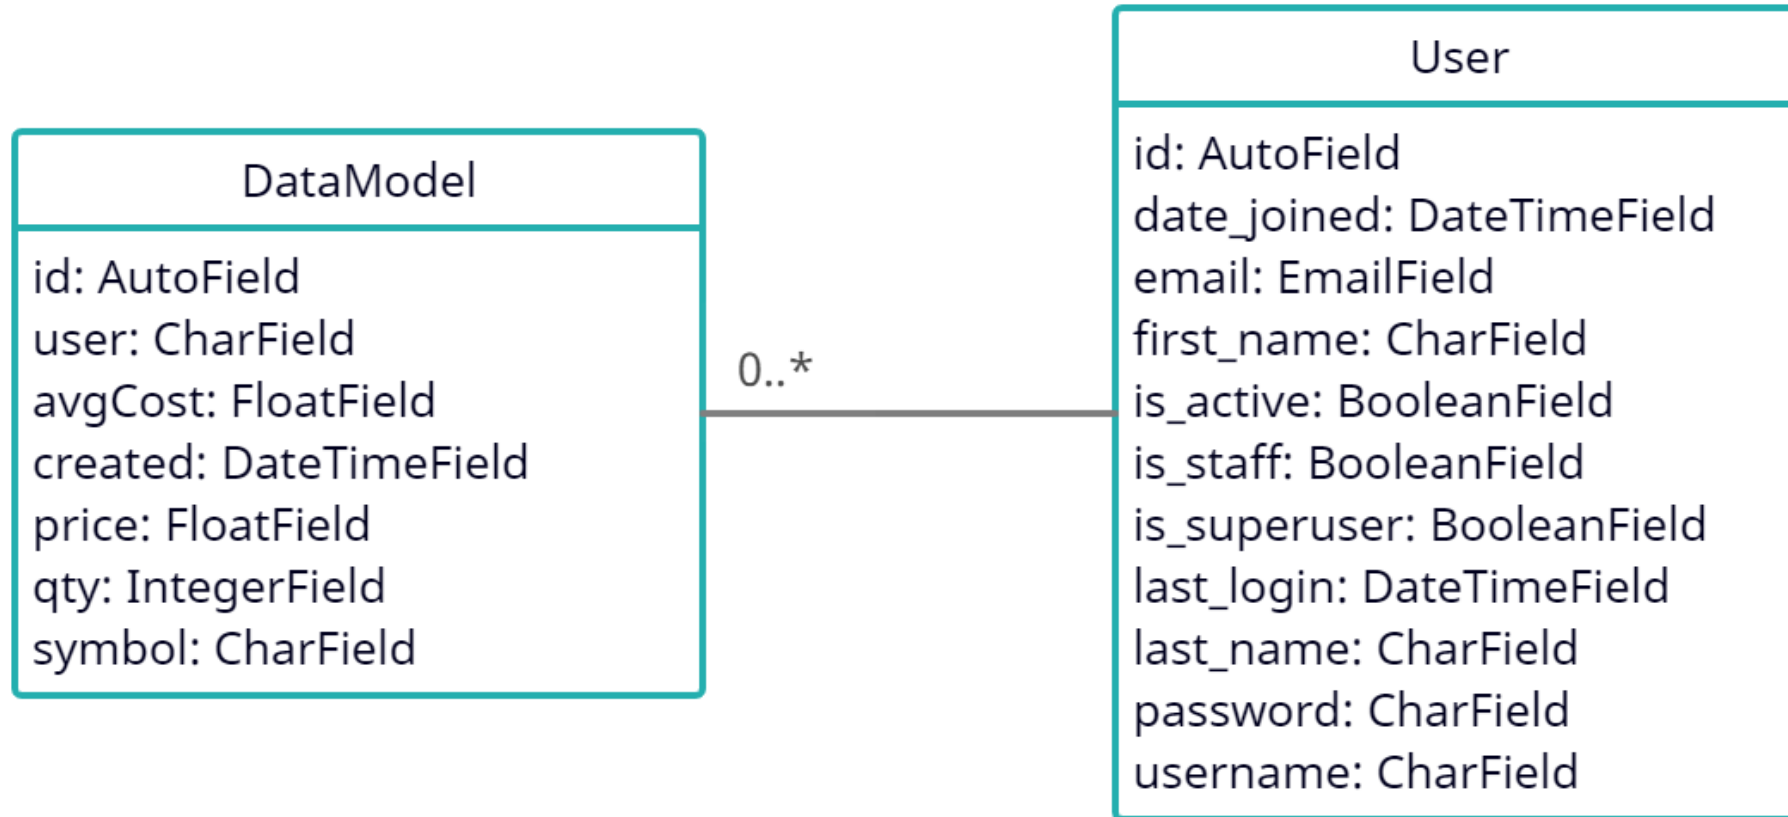 DataModel
id: AutoField
user: CharField
avgCost: FloatField
created: DateTimeField
price: FloatField
qty: IntegerField
symbol: CharField
0..*
User
id: AutoField
date_joined: DateTimeField
email: EmailField
first_name: CharField
is_active: BooleanField
is_staff: BooleanField
is_superuser: BooleanField
last_login: DateTimeField
last_name: CharField
password: CharField
username: CharField